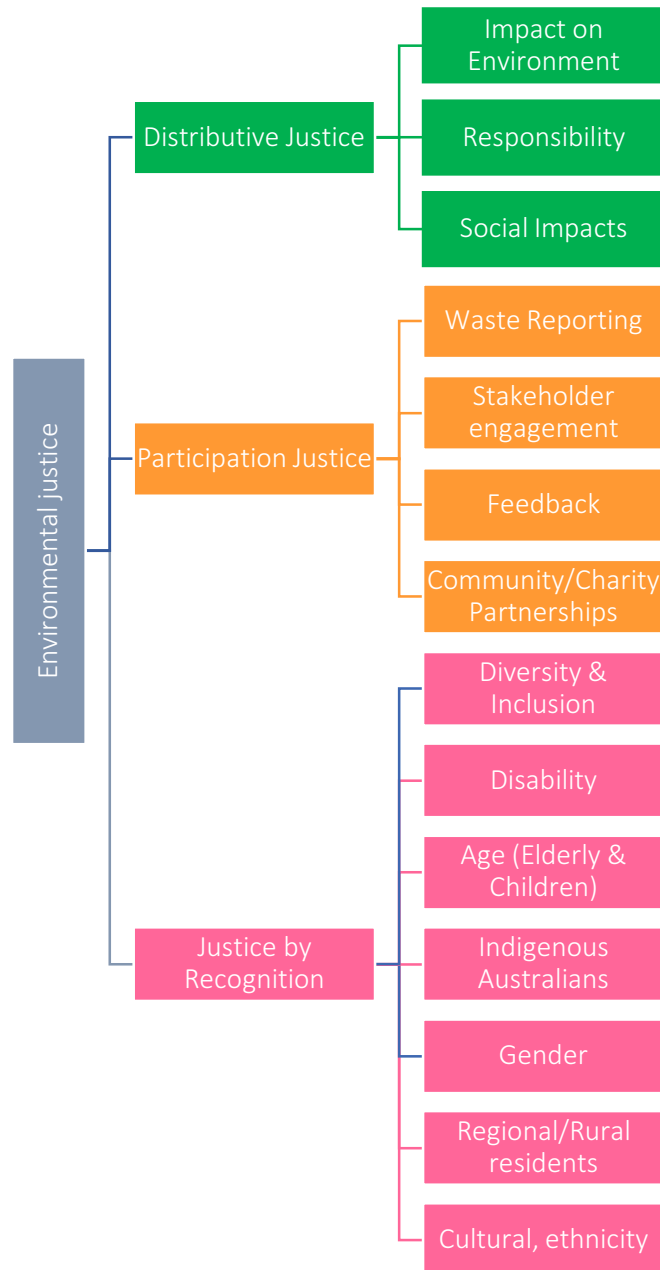 Environmental justice
Distributive Justice
Impact on
Environment
Responsibility
Social Impacts
Participation Justice
Waste Reporting
Stakeholder
engagement
Feedback
Community/Charity
Partnerships
Justice by
Recognition
Diversity &
Inclusion
Disability
Age (Elderly &
Children)
Indigenous
Australians
Gender
Regional/Rural
residents
Cultural, ethnicity